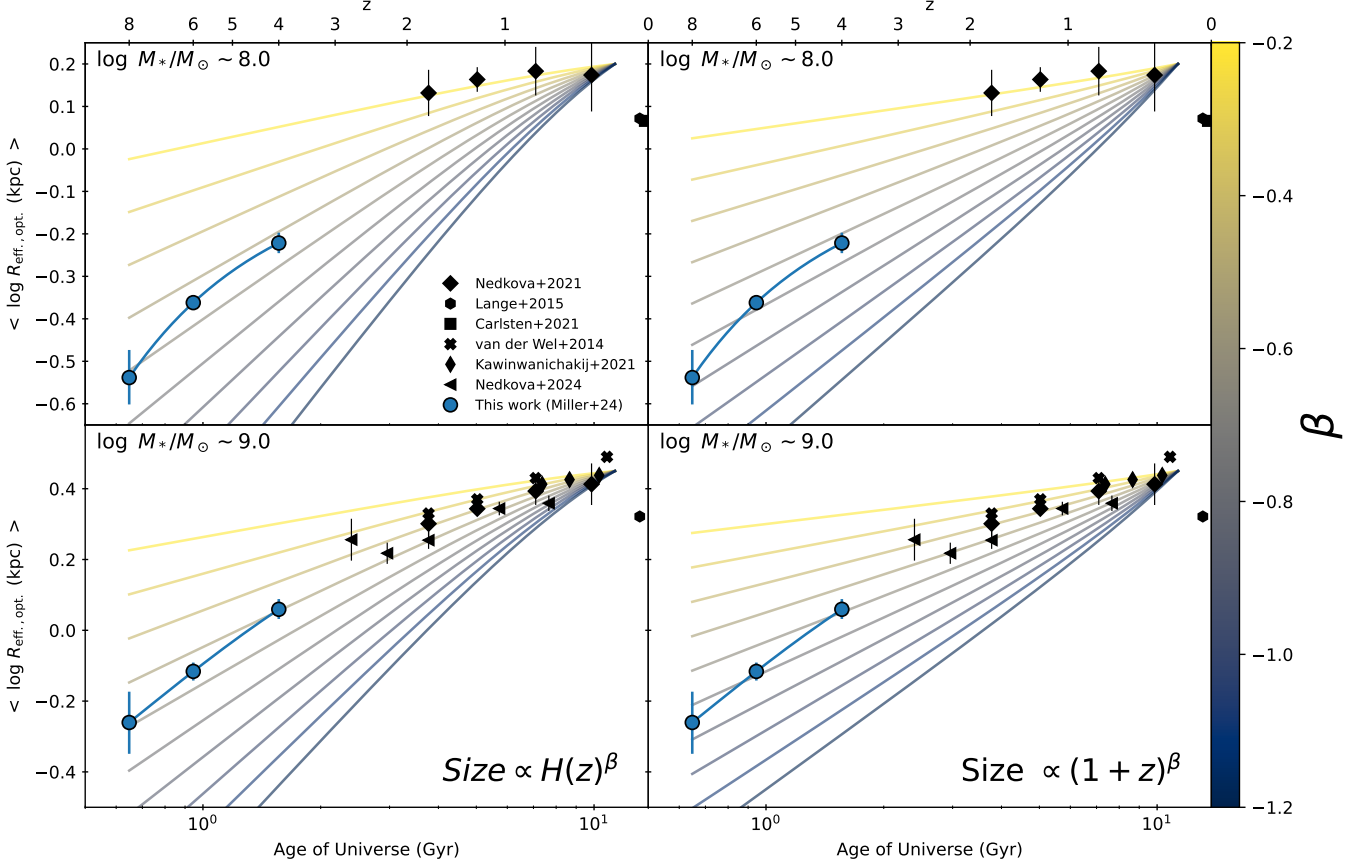 z z
8 6 5 4 3 2 1 0
8 6 5 4 3 2 1 0
log M*/M⊙ ~ 8.0
log M*/M⊙ ~ 8.0
0.2
0.1
0.0
−0.1
−0.2
−0.3
−0.4
−0.5
−0.6
< log R_eff., opt. (kpc) >
Nedkova+2021
Lange+2015
Carlsten+2021
van der Wel+2014
Kawinwanichakij+2021
Nedkova+2024
This work (Miller+24)
log M*/M⊙ ~ 9.0
log M*/M⊙ ~ 9.0
0.4
0.2
0.0
−0.2
−0.4
< log R_eff., opt. (kpc) >
Size ∝ H(z)^β
Size ∝ (1 + z)^β
10^0 10^1
10^0 10^1
Age of Universe (Gyr)
Age of Universe (Gyr)
−0.2
−0.4
−0.6
−0.8
−1.0
−1.2
β